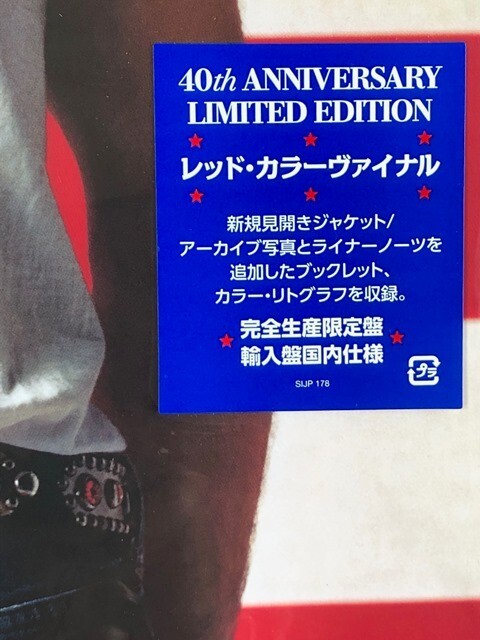 40th ANNIVERSARY
LIMITED EDITION
レッド・カラーヴァイナル
新規見開きジャケット/
アーカイブ写真とライナーノーツを
追加したブックレット、
カラー・リトグラフを収録。
完全生産限定盤
輸入盤国内仕様
プラ
SIJP 178